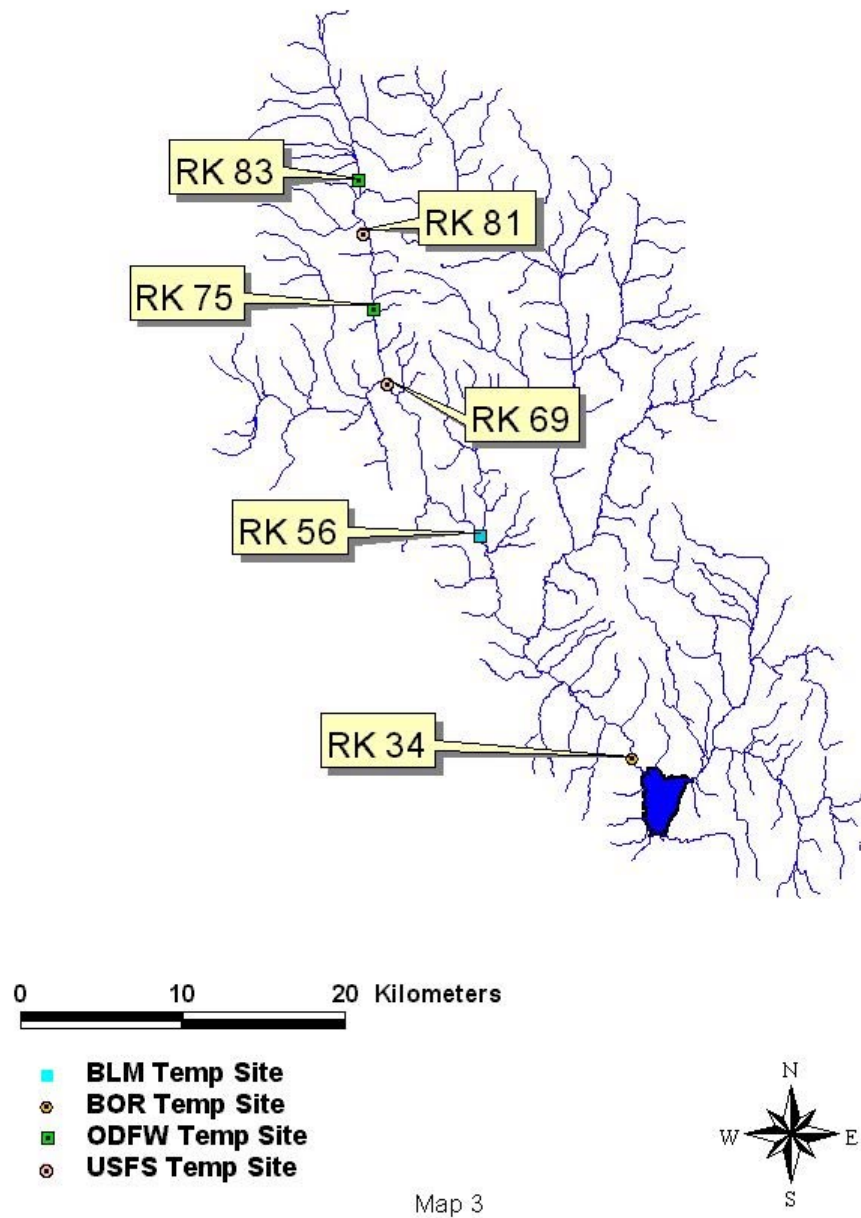 RK 83
RK 81
RK 75
RK 69
RK 56
RK 34
0 10 20 Kilometers
BLM Temp Site
BOR Temp Site
ODFW Temp Site
USFS Temp Site
N
W E
S
Map 3